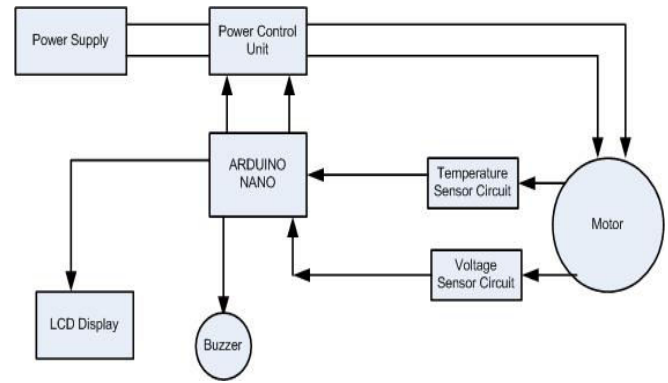 Power Supply
Power Control
Unit
ARDUINO
NANO
Temperature
Sensor Circuit
Motor
Voltage
Sensor Circuit
LCD Display
Buzzer